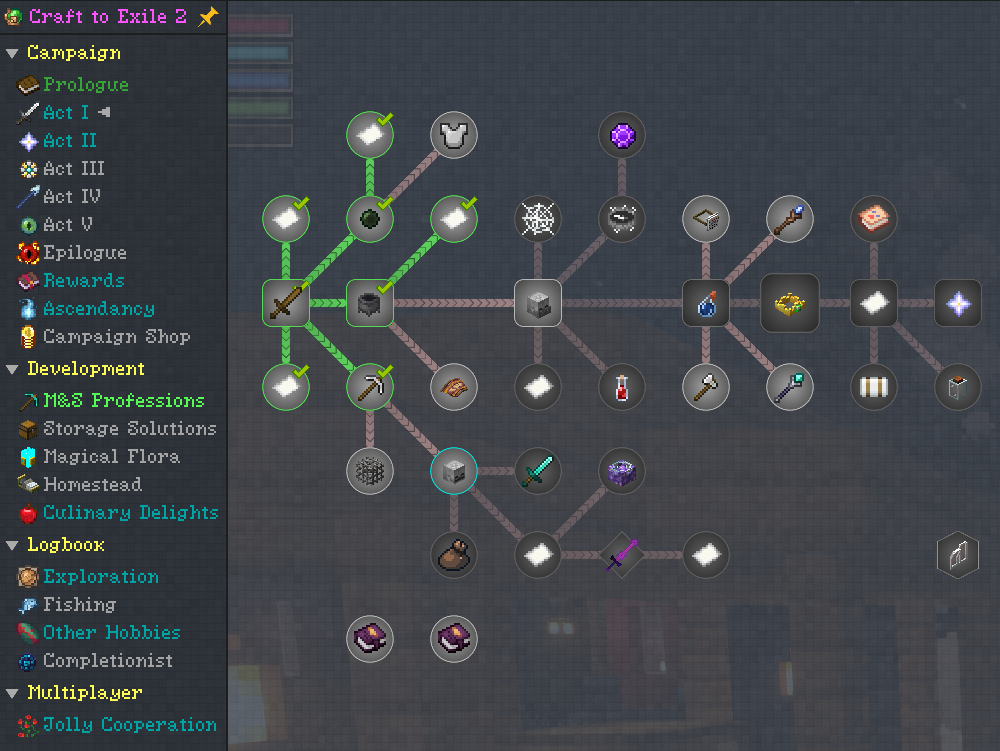 Craft to Exile 2
Campaign
Prologue
Act I
Act II
Act III
Act IV
Act V
Epilogue
Rewards
Ascendancy
Campaign Shop
Development
M&S Professions
Storage Solutions
Magical Flora
Homestead
Culinary Delights
Logboox
Exploration
Fishing
Other Hobbies
Completionist
Multiplayer
Jolly Cooperation